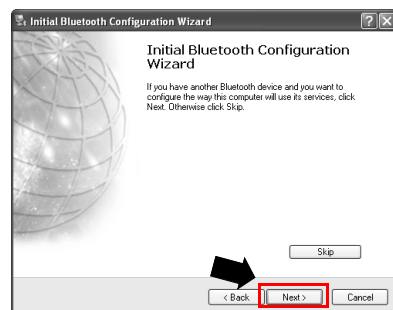 Initial Bluetooth Configuration Wizard
Initial Bluetooth Configuration
Wizard
If you have another Bluetooth device and you want to
configure the way this computer will use its services, click
Next. Otherwise click Skip.
Skip
< Back Next > Cancel